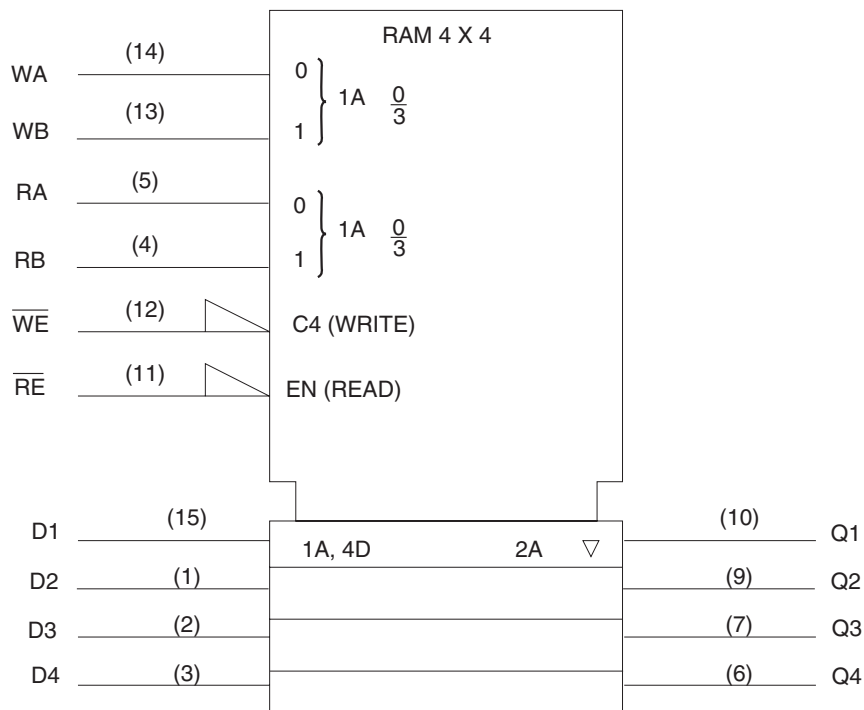 RAM 4 X 4
WA (14) 0
1A 0/3
WB (13) 1
RA (5) 0
1A 0/3
RB (4) 1
WE (12) C4 (WRITE)
RE (11) EN (READ)
D1 (15) 1A, 4D 2A ▽ (10) Q1
D2 (1) (9) Q2
D3 (2) (7) Q3
D4 (3) (6) Q4